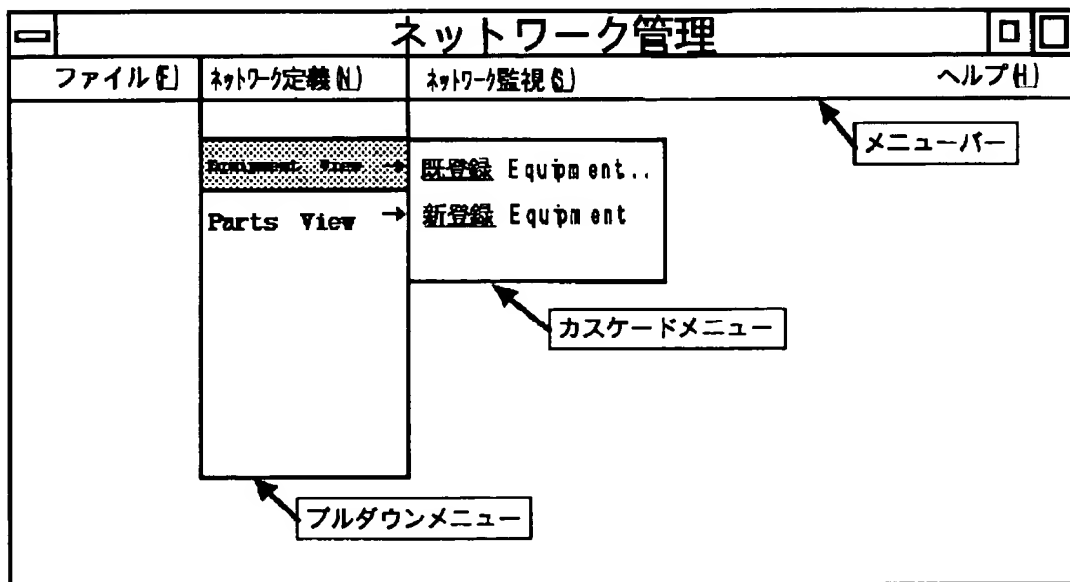 ネットワーク管理
ファイル(F) ネットワーク定義(N) ネットワーク監視(S) ヘルプ(H)
メニューバー
Equipment View → 既登録 Equipment..
Parts View → 新登録 Equipment
カスケードメニュー
プルダウンメニュー